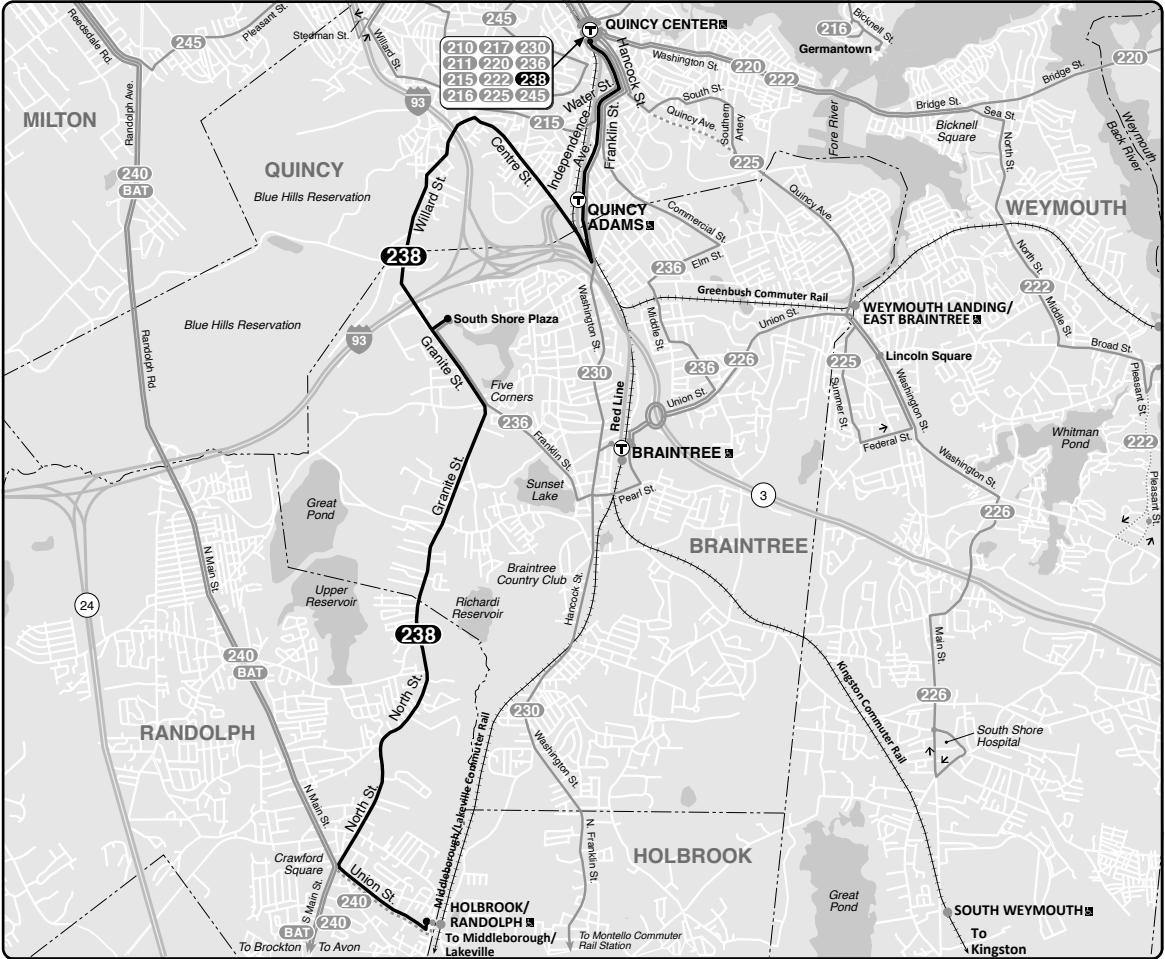 Reedsdale Rd.
245
Pleasant St.
Stedman St.
Willard St.
245
QUINCY CENTER
210 217 230
211 220 236
215 222 238
216 225 245
Hancock St.
Washington St.
220
222
216
Bicknell St.
Germantown
220
Bridge St.
Bridge St.
Sea St.
Bicknell
Square
Weymouth
Back River
MILTON
Randolph Ave.
93
Water St.
215
South St.
Quincy Ave.
Southern
Artery
Fore River
North St.
QUINCY
Blue Hills Reservation
240
BAT
Centre St.
Independence
Ave.
Franklin St.
225
Quincy Ave.
WEYMOUTH
Willard St.
QUINCY
ADAMS
Commercial St.
238
236
Elm St.
North St.
Greenbush Commuter Rail
222
Blue Hills Reservation
South Shore Plaza
Washington St.
Middle St.
Union St.
WEYMOUTH LANDING/
EAST BRAINTREE
Middle St.
Randolph Rd.
93
Granite St.
Broad St.
Lincoln Square
226
225
236
230
Pleasant St.
Five
Corners
Red Line
Union St.
Summer St.
Washington St.
236
Franklin St.
Federal St.
Whitman
Pond
222
BRAINTREE
Washington St.
Granite St.
Sunset
Lake
Pearl St.
3
Pleasant St.
Great
Pond
226
N Main St.
BRAINTREE
Braintree
Country Club
Hancock St.
24
Upper
Reservoir
Richardi
Reservoir
238
Main St.
240
BAT
Kingston Commuter Rail
North St.
226
230
RANDOLPH
South Shore
Hospital
Washington St.
Middleborough/Lakeville Commuter Rail
N Main St.
North St.
N. Franklin St.
HOLBROOK
Crawford
Square
Union St.
240
Great
Pond
S Main St.
HOLBROOK/
RANDOLPH
SOUTH WEYMOUTH
240
BAT
To Middleborough/
Lakeville
To Montello Commuter
Rail Station
To
Kingston
To Brockton
To Avon